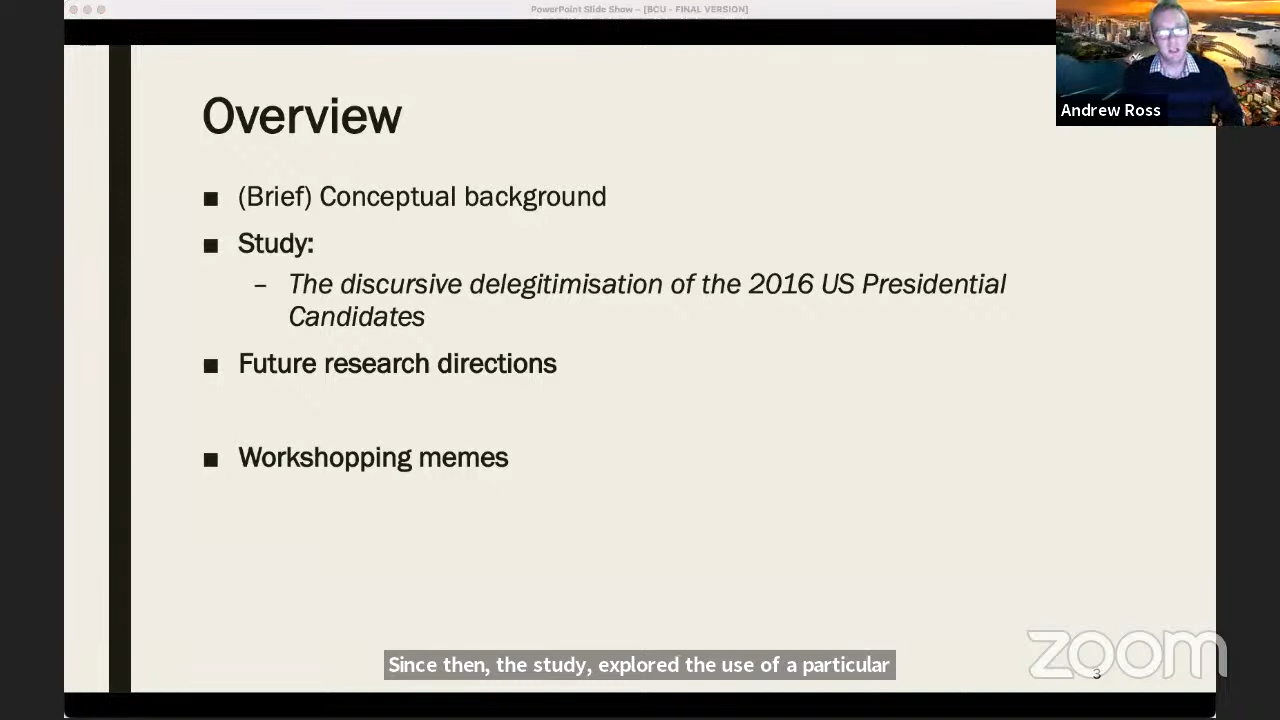 PowerPoint Slide Show – [BCU - FINAL VERSION]
Andrew Ross
Overview
■ (Brief) Conceptual background
■ Study:
– The discursive delegitimisation of the 2016 US Presidential
Candidates
■ Future research directions
■ Workshopping memes
Since then, the study, explored the use of a particular
zoom
3